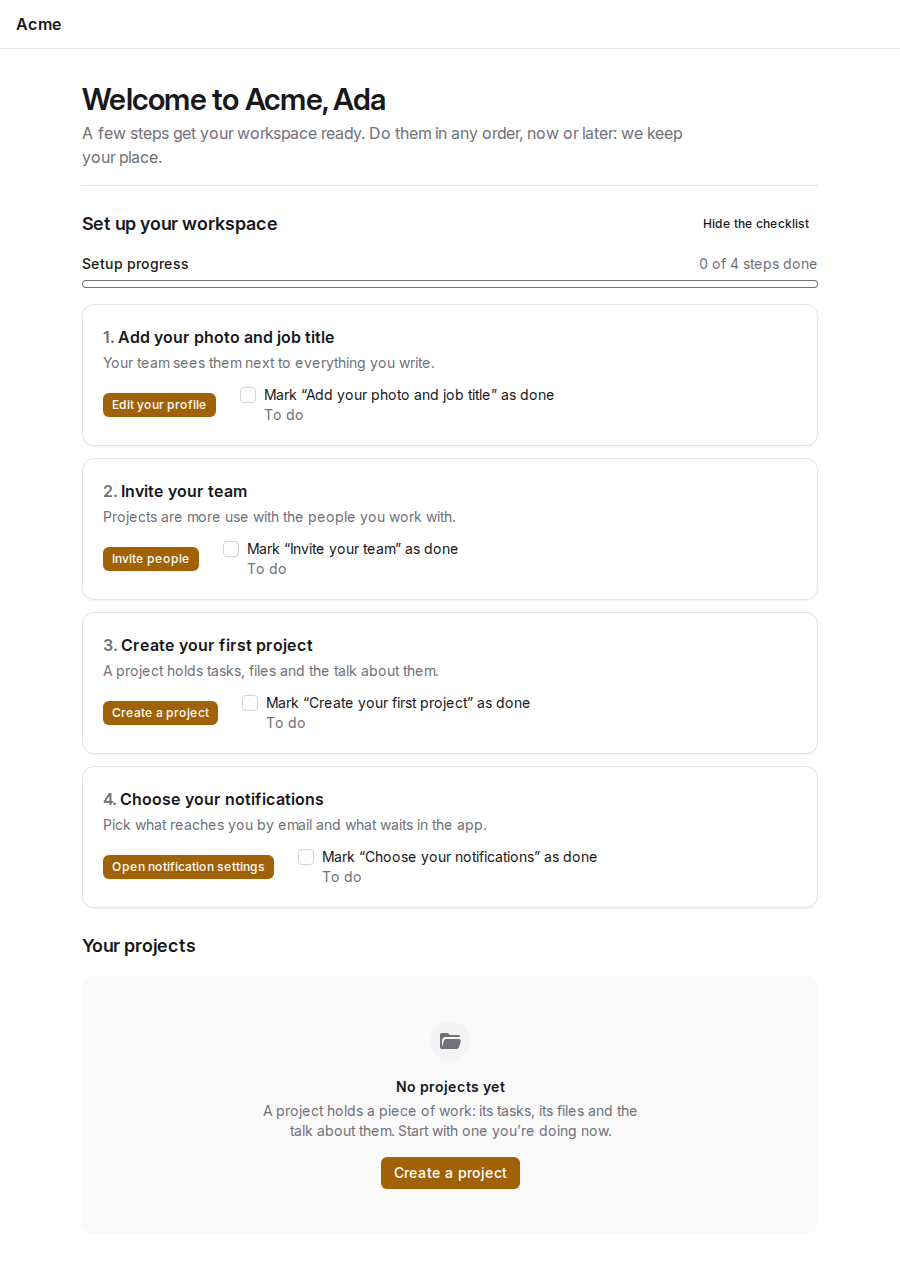 Acme
Welcome to Acme, Ada
A few steps get your workspace ready. Do them in any order, now or later: we keep
your place.
Set up your workspace
Hide the checklist
Setup progress
0 of 4 steps done
1. Add your photo and job title
Your team sees them next to everything you write.
Edit your profile
Mark “Add your photo and job title” as done
To do
2. Invite your team
Projects are more use with the people you work with.
Invite people
Mark “Invite your team” as done
To do
3. Create your first project
A project holds tasks, files and the talk about them.
Create a project
Mark “Create your first project” as done
To do
4. Choose your notifications
Pick what reaches you by email and what waits in the app.
Open notification settings
Mark “Choose your notifications” as done
To do
Your projects
No projects yet
A project holds a piece of work: its tasks, its files and the
talk about them. Start with one you’re doing now.
Create a project